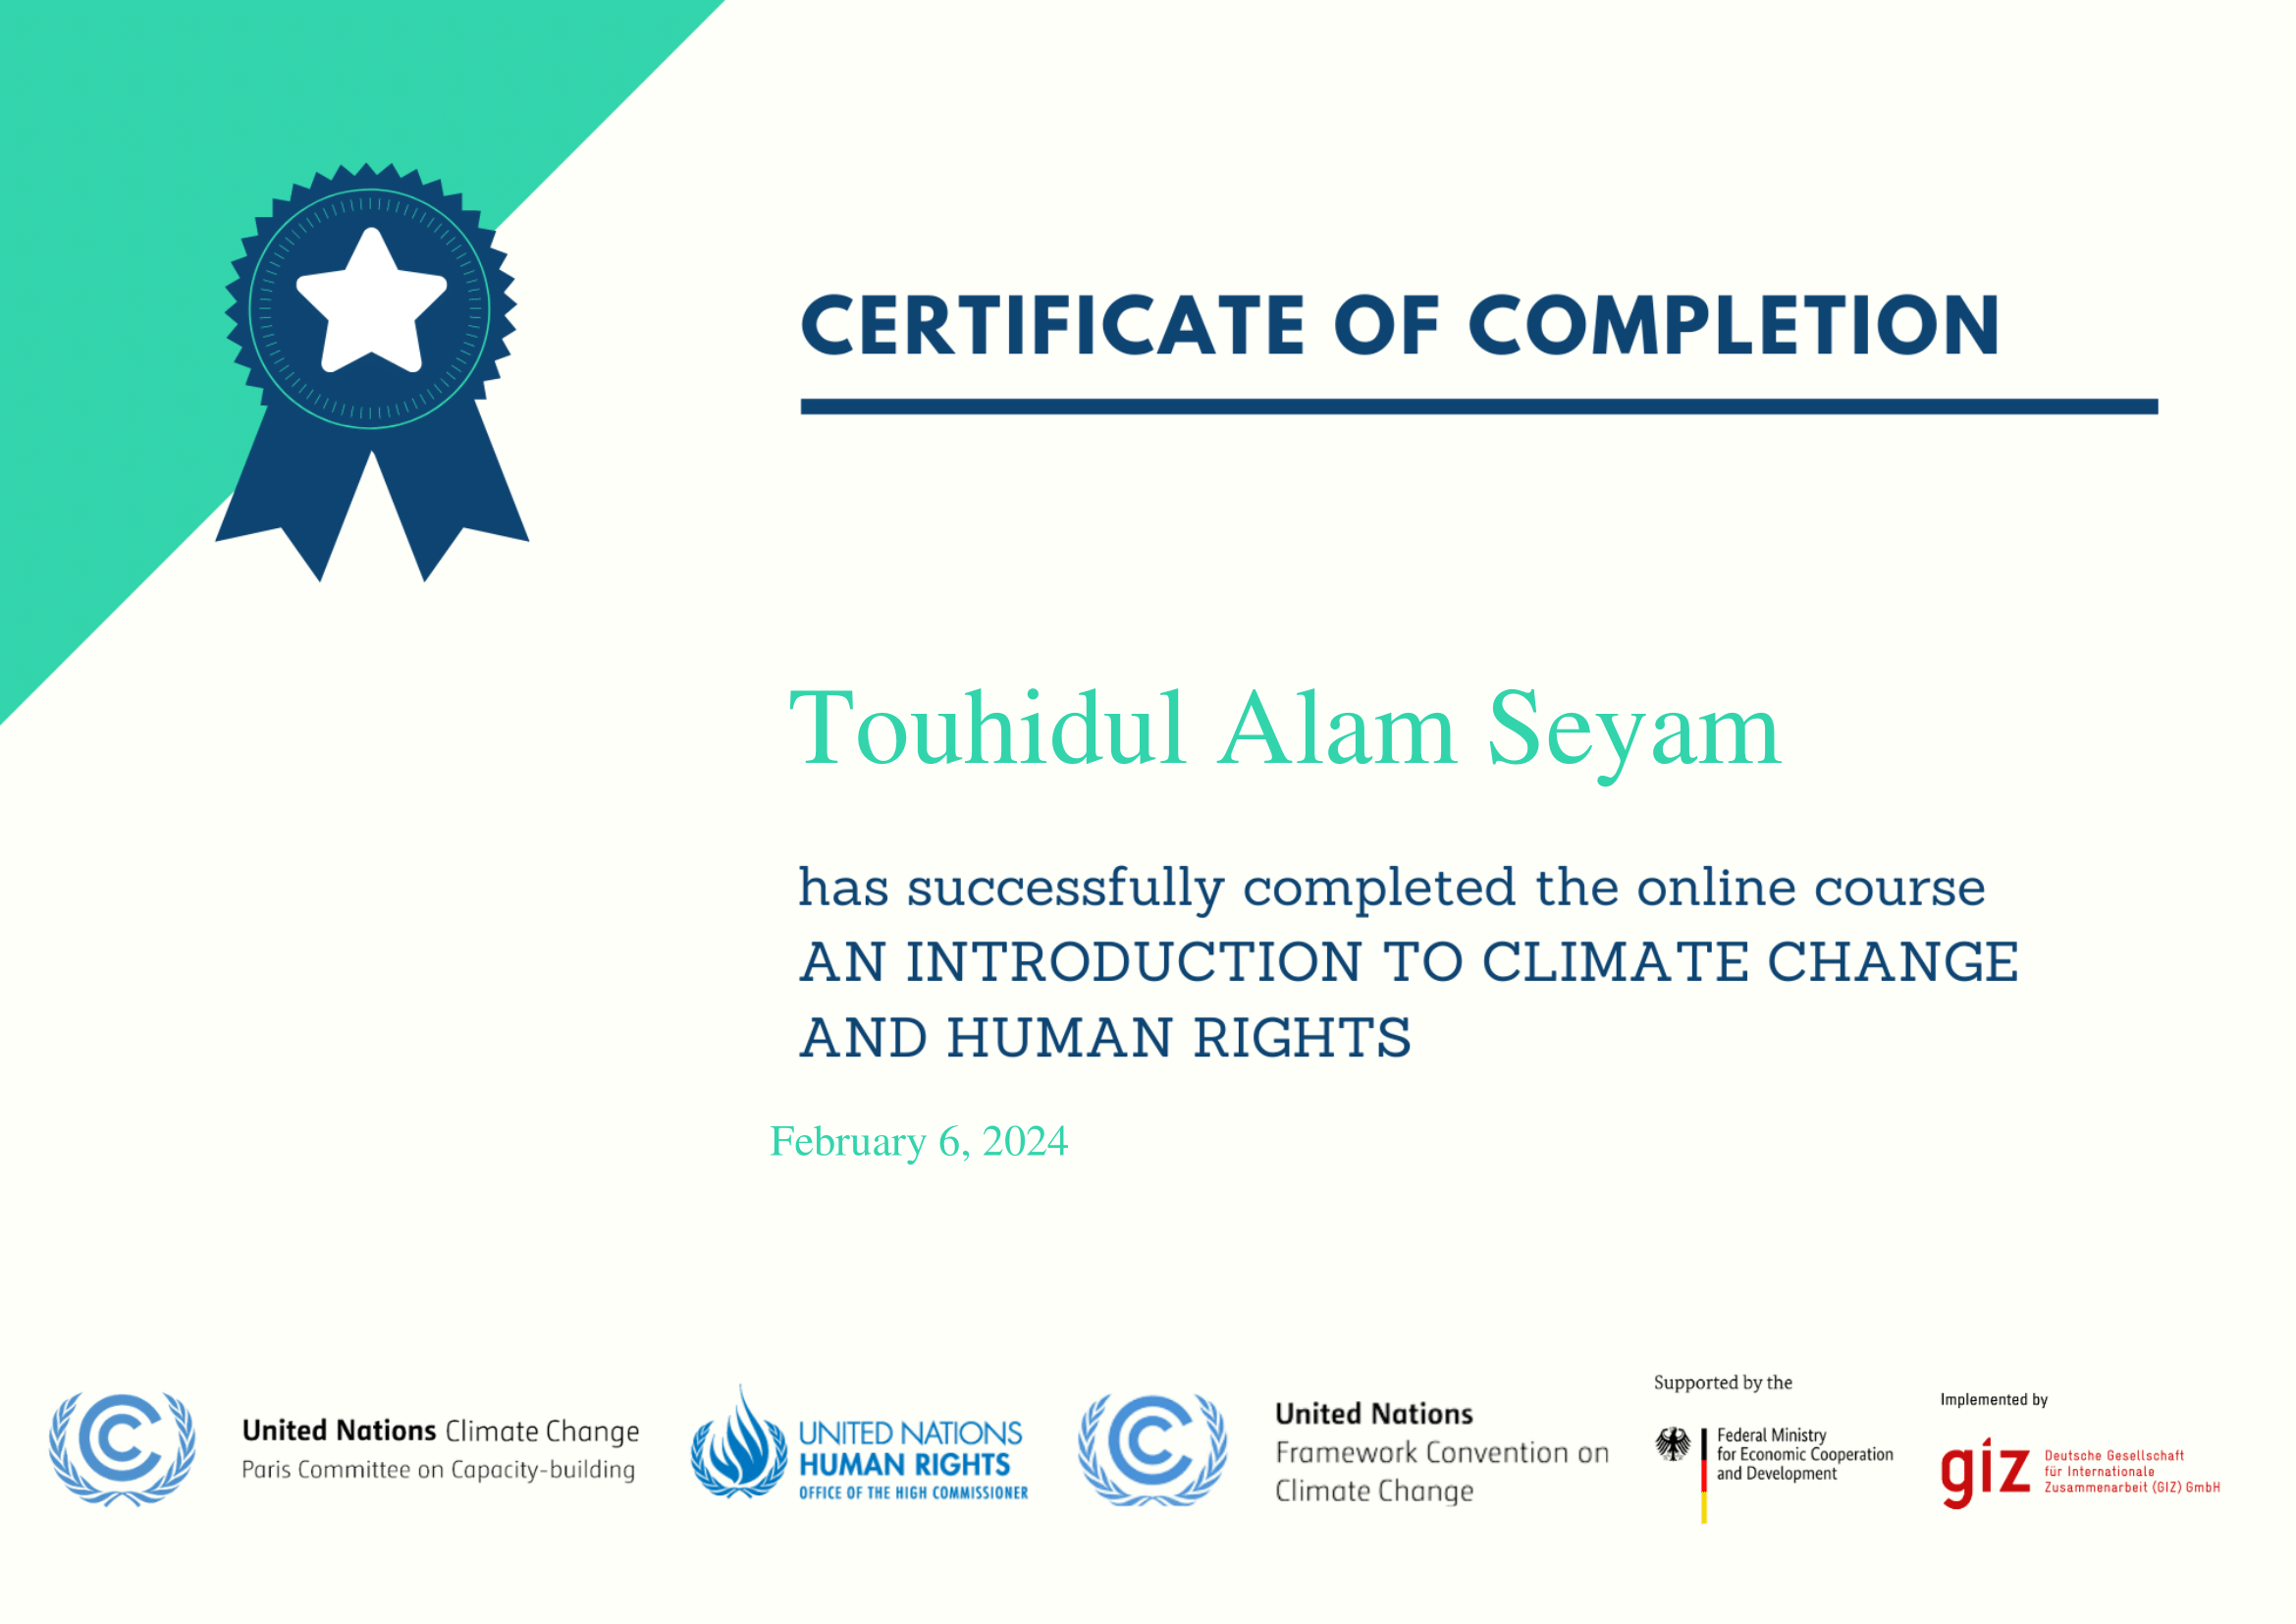 CERTIFICATE OF COMPLETION
Touhidul Alam Seyam
has successfully completed the online course
AN INTRODUCTION TO CLIMATE CHANGE
AND HUMAN RIGHTS
February 6, 2024
United Nations Climate Change
Paris Committee on Capacity-building
UNITED NATIONS
HUMAN RIGHTS
OFFICE OF THE HIGH COMMISSIONER
United Nations
Framework Convention on
Climate Change
Supported by the
Federal Ministry
for Economic Cooperation
and Development
Implemented by
giz
Deutsche Gesellschaft
für Internationale
Zusammenarbeit (GIZ) GmbH